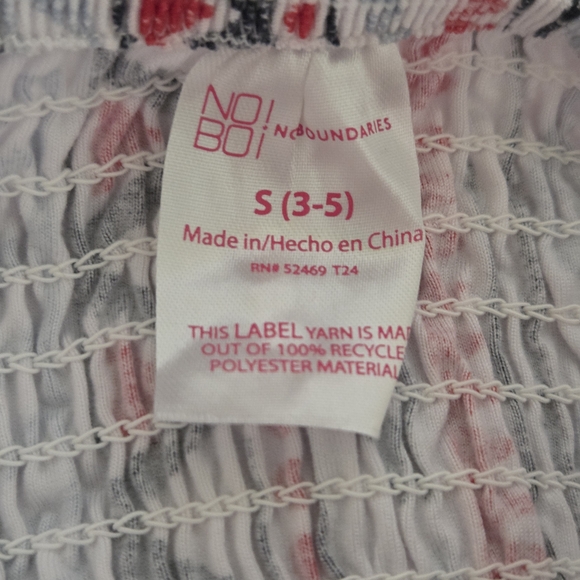 NO!
BO¡ NOBOUNDARIES
S (3-5)
Made in/Hecho en China
RN# 52469 T24
THIS LABEL YARN IS MAD
OUT OF 100% RECYCLE
POLYESTER MATERIAL